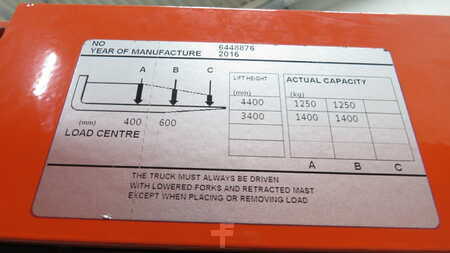 NO 6448876
YEAR OF MANUFACTURE 2016
A B C
LIFT HEIGHT ACTUAL CAPACITY
(mm) (kg)
4400 1250 1250
3400 1400 1400
(mm) 400 600
LOAD CENTRE
A B C
THE TRUCK MUST ALWAYS BE DRIVEN
WITH LOWERED FORKS AND RETRACTED MAST
EXCEPT WHEN PLACING OR REMOVING LOAD